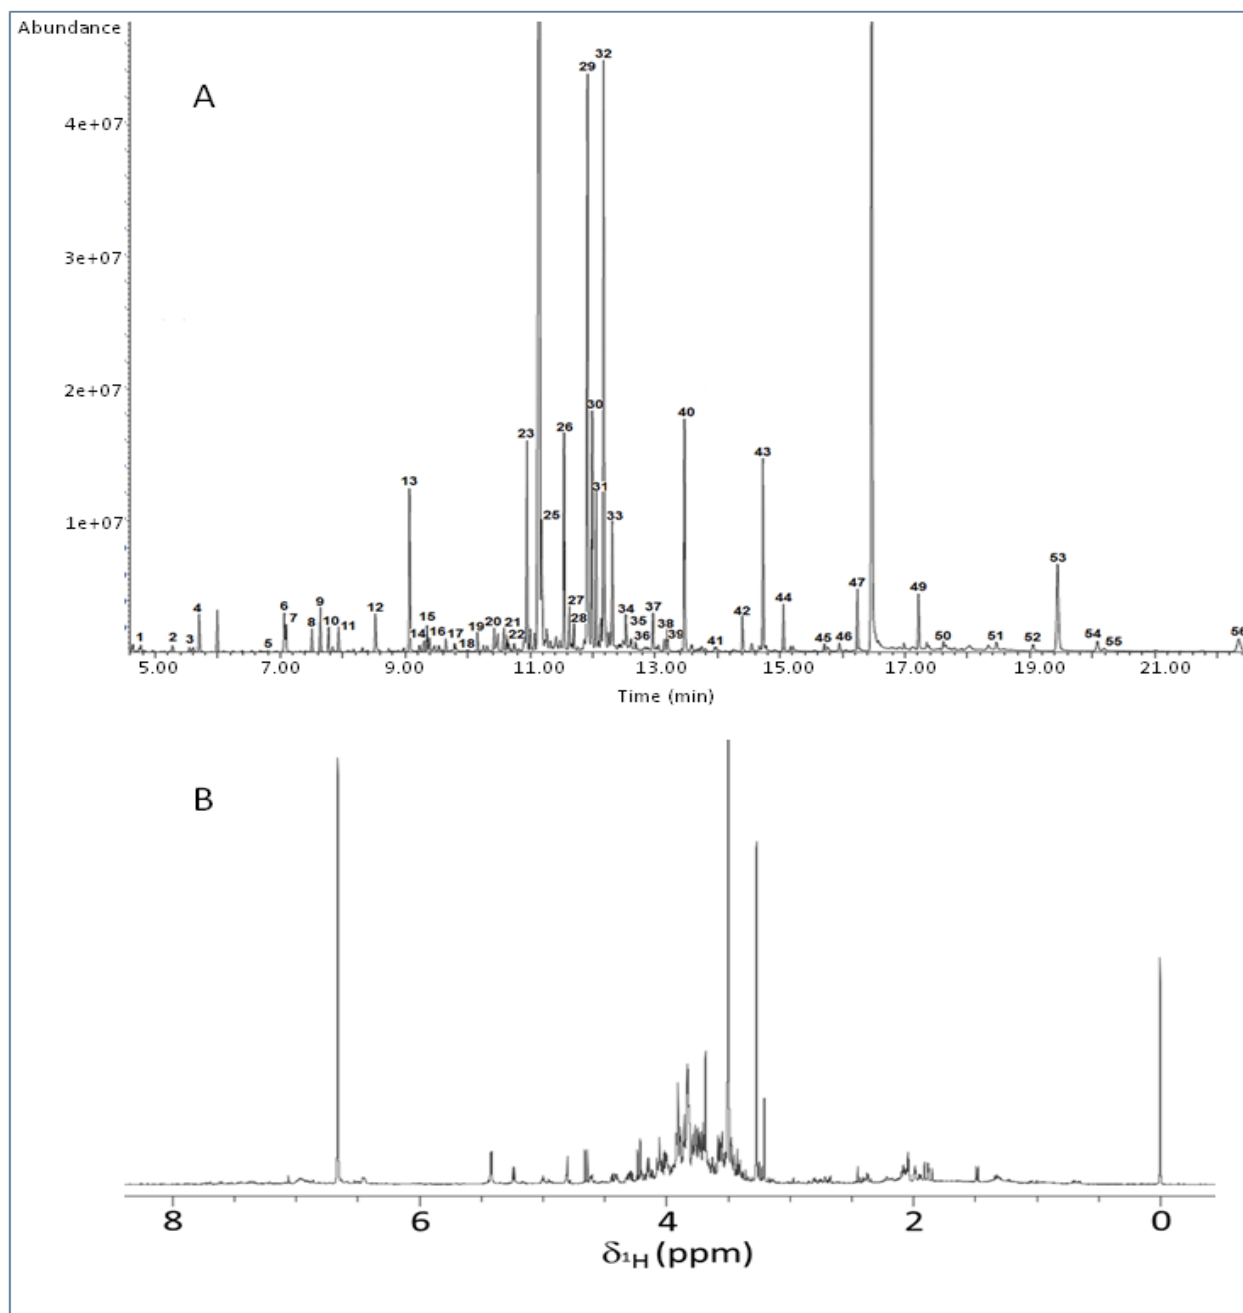 Abundance
A
4e+07
3e+07
2e+07
1e+07
1 2 3 4 5 6 7 8 9 10 11 12 13 14 15 16 17 18 19 20 21 22 23 25 26 27 28 29 30 31 32 33 34 35 36 37 38 39 40 41 42 43 44 45 46 47 49 50 51 52 53 54 55 56
5.00 7.00 9.00 11.00 13.00 15.00 17.00 19.00 21.00
Time (min)
B
8 6 4 2 0
δ¹H (ppm)